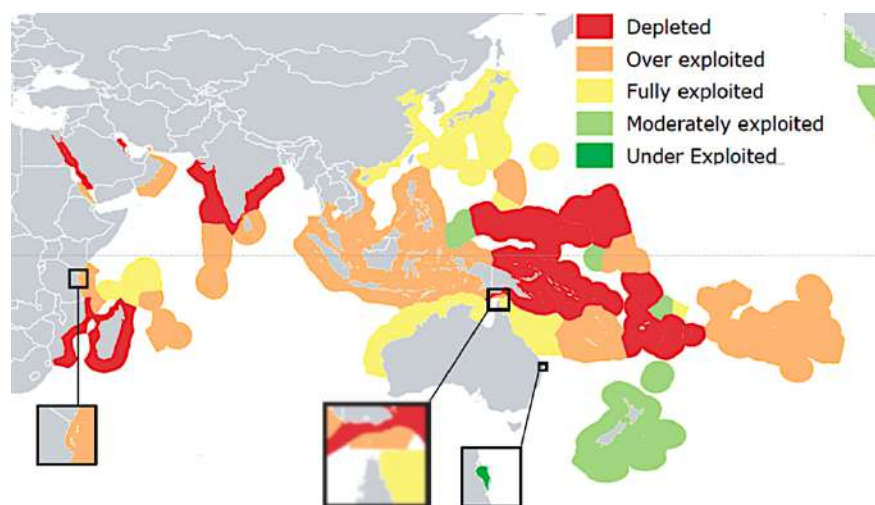 Depleted
Over exploited
Fully exploited
Moderately exploited
Under Exploited...